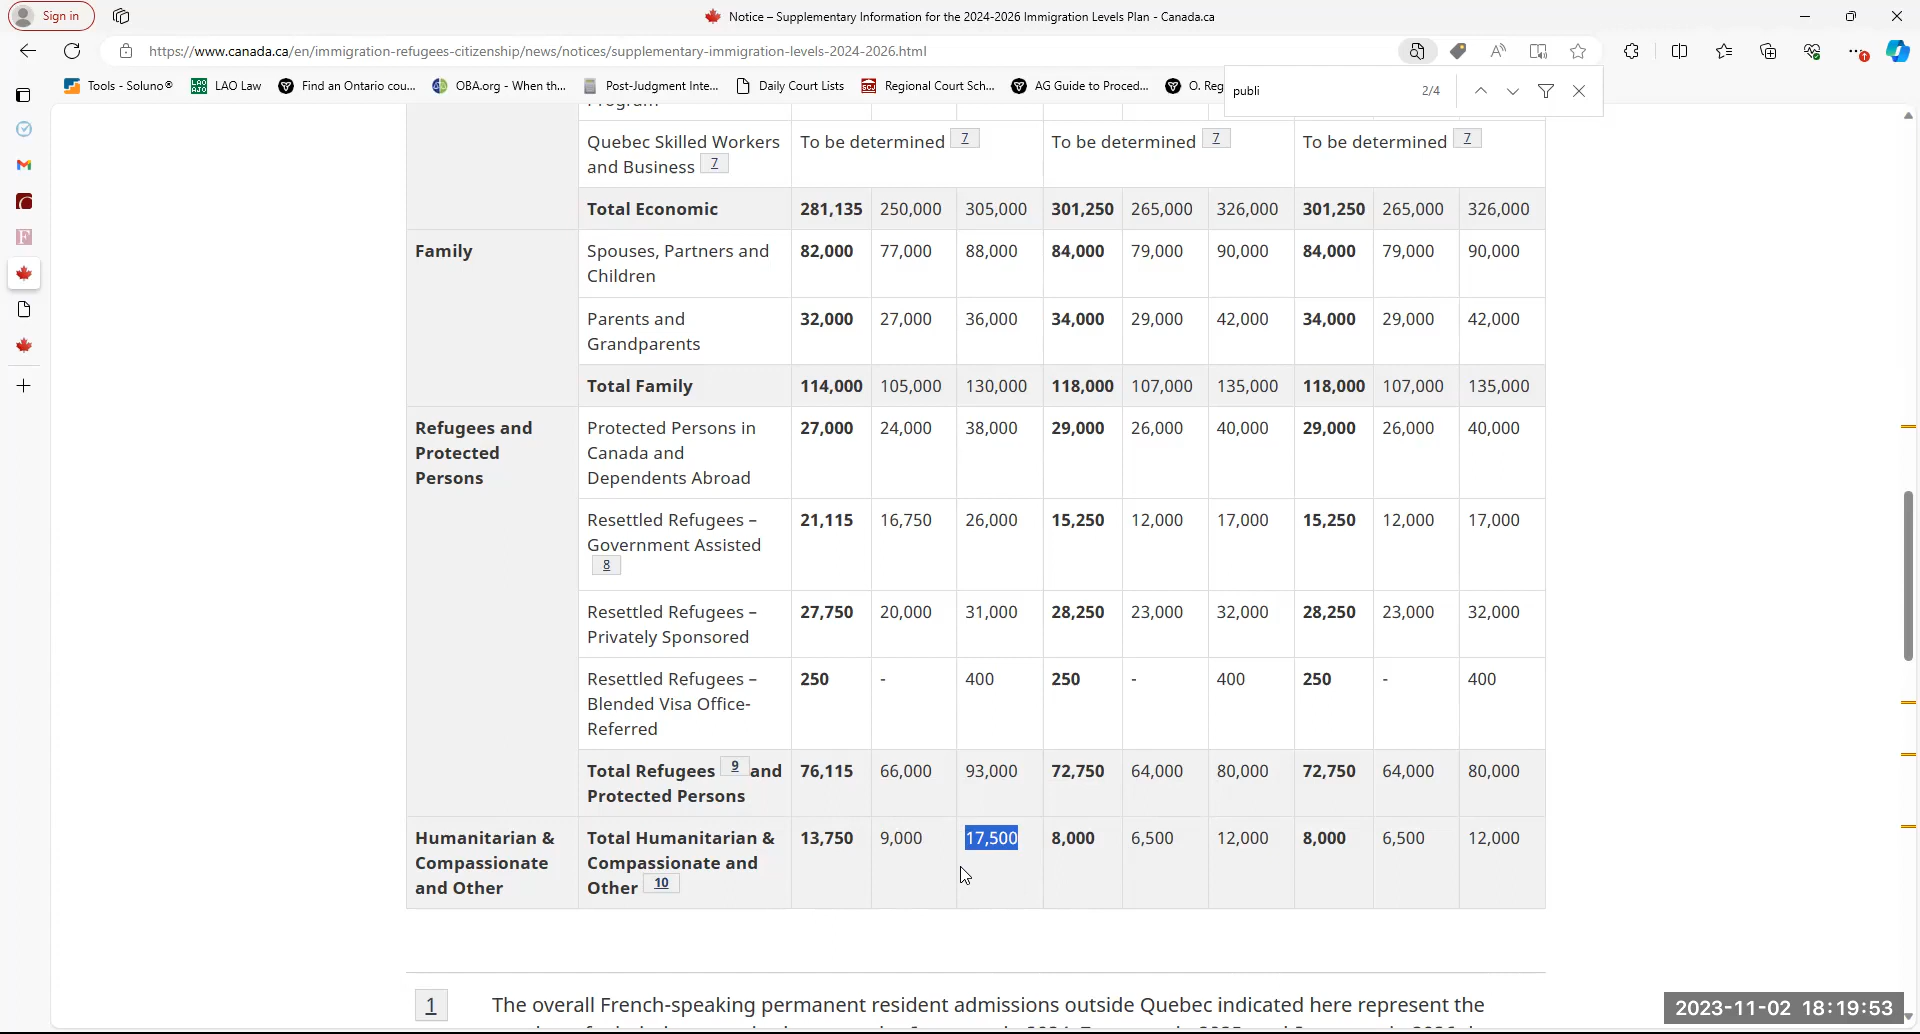 Sign in
Notice – Supplementary Information for the 2024-2026 Immigration Levels Plan - Canada.ca
https://www.canada.ca/en/immigration-refugees-citizenship/news/notices/supplementary-immigration-levels-2024-2026.html
Tools - Soluno® LAO Law Find an Ontario cou... OBA.org - When th... Post-Judgment Inte... Daily Court Lists Regional Court Sch... AG Guide to Proced... O. Reg
publi 2/4
Program
Quebec Skilled Workers and Business 7 To be determined 7 To be determined 7 To be determined 7
Total Economic 281,135 250,000 305,000 301,250 265,000 326,000 301,250 265,000 326,000
Family Spouses, Partners and Children 82,000 77,000 88,000 84,000 79,000 90,000 84,000 79,000 90,000
Parents and Grandparents 32,000 27,000 36,000 34,000 29,000 42,000 34,000 29,000 42,000
Total Family 114,000 105,000 130,000 118,000 107,000 135,000 118,000 107,000 135,000
Refugees and Protected Persons Protected Persons in Canada and Dependents Abroad 27,000 24,000 38,000 29,000 26,000 40,000 29,000 26,000 40,000
Resettled Refugees – Government Assisted 8 21,115 16,750 26,000 15,250 12,000 17,000 15,250 12,000 17,000
Resettled Refugees – Privately Sponsored 27,750 20,000 31,000 28,250 23,000 32,000 28,250 23,000 32,000
Resettled Refugees – Blended Visa Office-Referred 250 - 400 250 - 400 250 - 400
Total Refugees 9 and Protected Persons 76,115 66,000 93,000 72,750 64,000 80,000 72,750 64,000 80,000
Humanitarian & Compassionate and Other Total Humanitarian & Compassionate and Other 10 13,750 9,000 17,500 8,000 6,500 12,000 8,000 6,500 12,000
1 The overall French-speaking permanent resident admissions outside Quebec indicated here represent the
2023-11-02 18:19:53